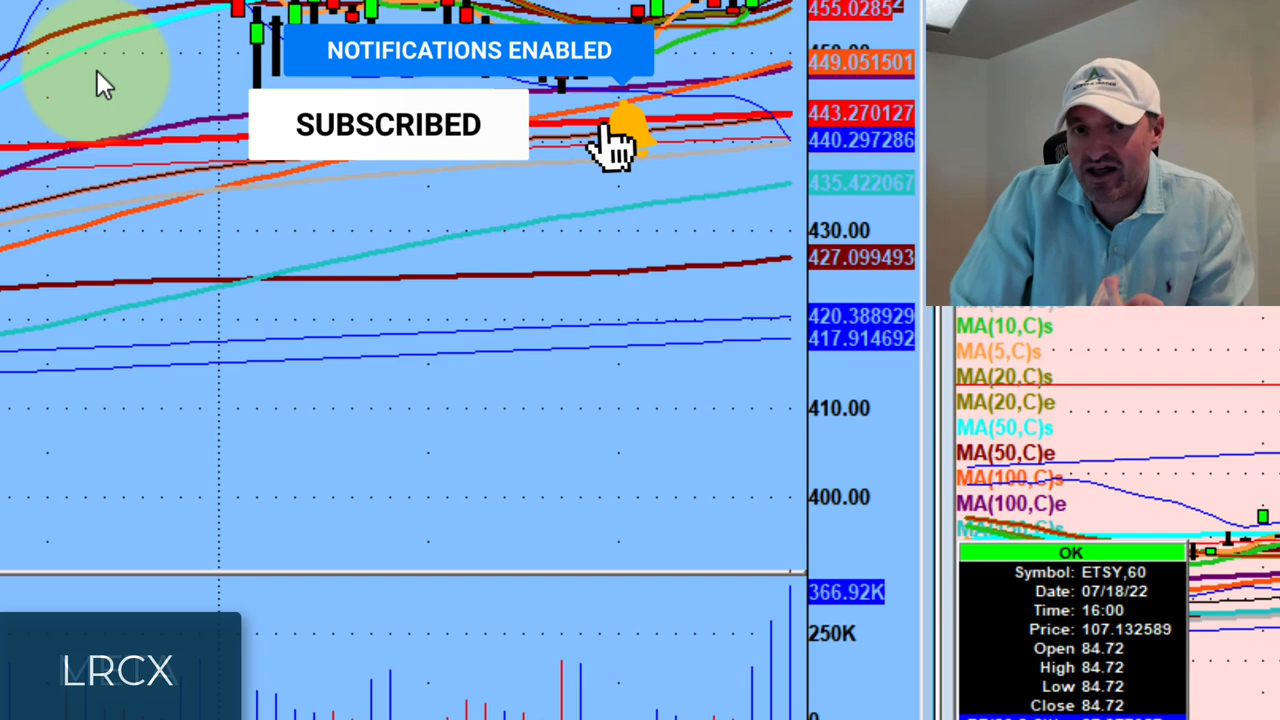 455.0285
NOTIFICATIONS ENABLED
449.051501
SUBSCRIBED
443.270127
440.297286
435.422067
430.00
427.099493
420.388929
417.914692
410.00
400.00
366.92K
250K
0
LRCX
MA(10,C)s
MA(5,C)s
MA(20,C)s
MA(20,C)e
MA(50,C)s
MA(50,C)e
MA(100,C)s
MA(100,C)e
OK
Symbol: ETSY,60
Date: 07/18/22
Time: 16:00
Price: 107.132589
Open 84.72
High 84.72
Low 84.72
Close 84.72